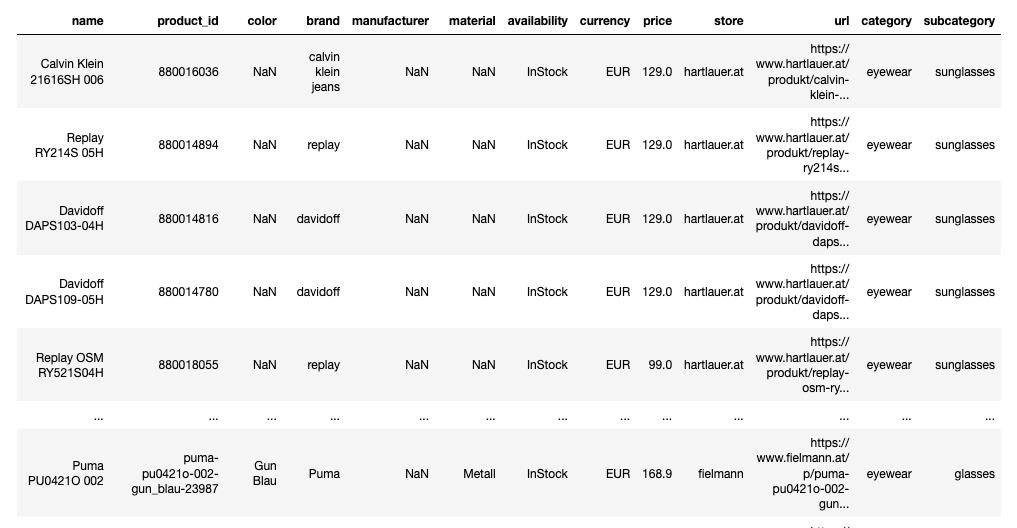 name product_id color brand manufacturer material availability currency price store url category subcategory
Calvin Klein 21616SH 006 880016036 NaN calvin klein jeans NaN NaN InStock EUR 129.0 hartlauer.at https://www.hartlauer.at/produkt/calvin-klein-... eyewear sunglasses
Replay RY214S 05H 880014894 NaN replay NaN NaN InStock EUR 129.0 hartlauer.at https://www.hartlauer.at/produkt/replay-ry214s... eyewear sunglasses
Davidoff DAPS103-04H 880014816 NaN davidoff NaN NaN InStock EUR 129.0 hartlauer.at https://www.hartlauer.at/produkt/davidoff-daps... eyewear sunglasses
Davidoff DAPS109-05H 880014780 NaN davidoff NaN NaN InStock EUR 129.0 hartlauer.at https://www.hartlauer.at/produkt/davidoff-daps... eyewear sunglasses
Replay OSM RY521S04H 880018055 NaN replay NaN NaN InStock EUR 99.0 hartlauer.at https://www.hartlauer.at/produkt/replay-osm-ry... eyewear sunglasses
... ... ... ... ... ... ... ... ... ... ... ... ...
Puma PU0421O 002 puma-pu0421o-002-gun_blau-23987 Gun Blau Puma NaN Metall InStock EUR 168.9 fielmann https://www.fielmann.at/p/puma-pu0421o-002-gun... eyewear glasses